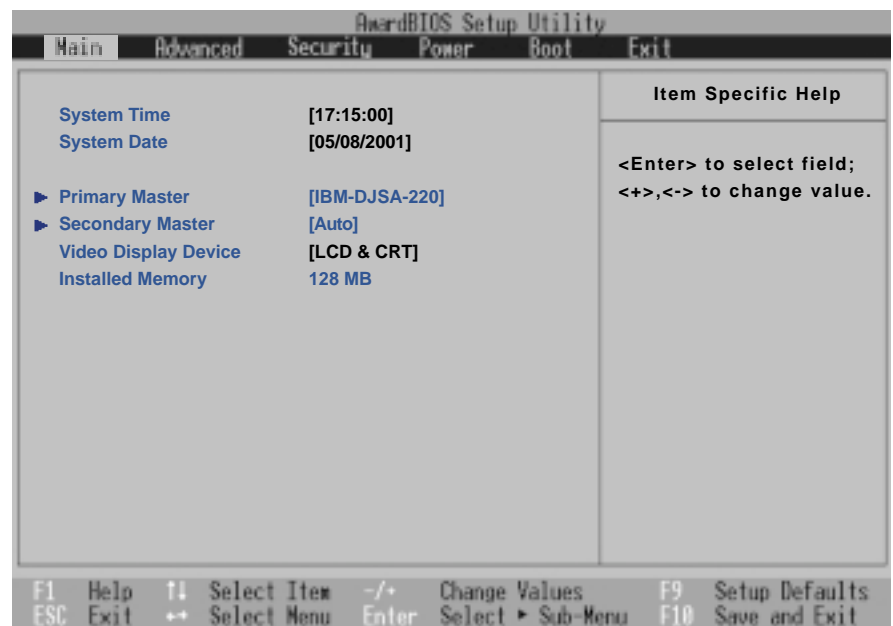 AwardBIOS Setup Utility
Main Advanced Security Power Boot Exit
System Time [17:15:00]
System Date [05/08/2001]
Primary Master [IBM-DJSA-220]
Secondary Master [Auto]
Video Display Device [LCD & CRT]
Installed Memory 128 MB
Item Specific Help
<Enter> to select field;
<+>,<-> to change value.
F1 Help ↑↓ Select Item -/+ Change Values F9 Setup Defaults
ESC Exit ←→ Select Menu Enter Select ► Sub-Menu F10 Save and Exit